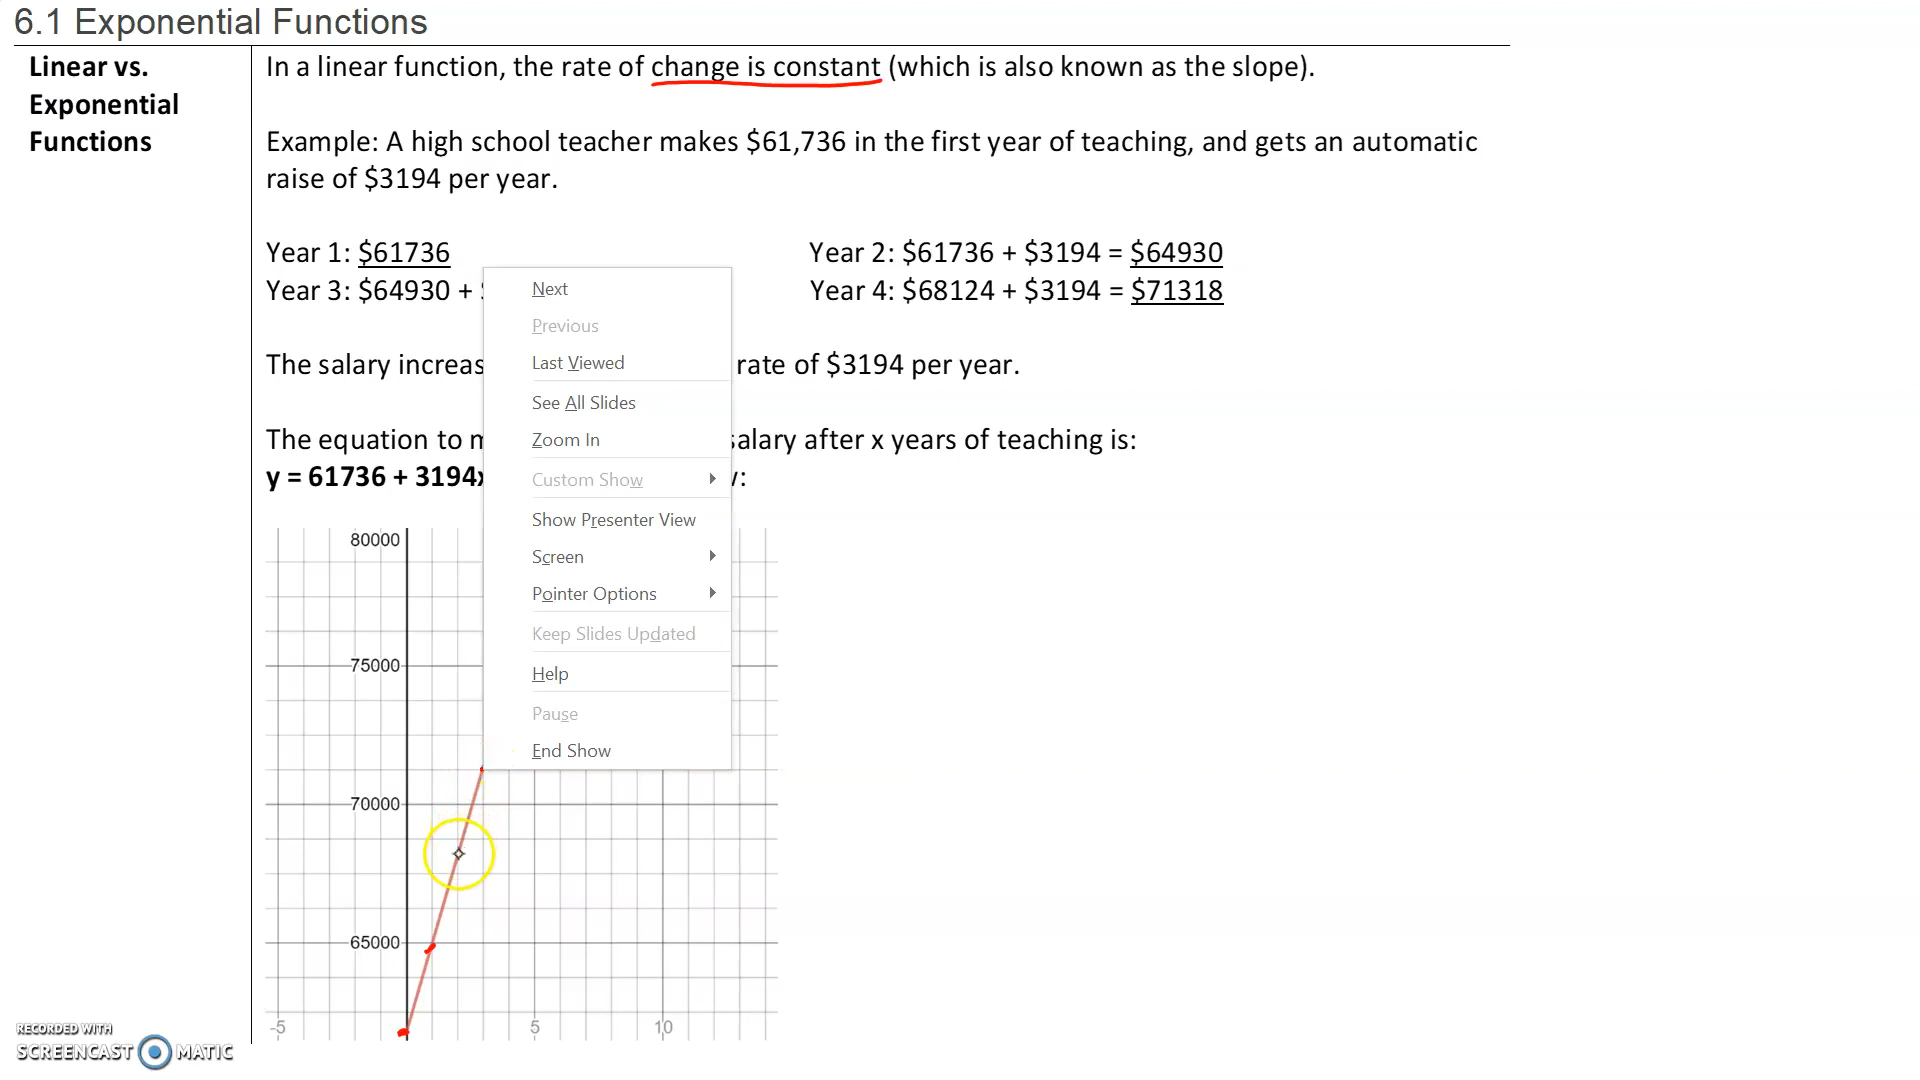 6.1 Exponential Functions
Linear vs.
Exponential
Functions
In a linear function, the rate of change is constant (which is also known as the slope).
Example: A high school teacher makes $61,736 in the first year of teaching, and gets an automatic
raise of $3194 per year.
Year 1: $61736
Year 2: $61736 + $3194 = $64930
Year 3: $64930 +
Year 4: $68124 + $3194 = $71318
The salary increas rate of $3194 per year.
The equation to salary after x years of teaching is:
y = 61736 + 3194x
Next
Previous
Last Viewed
See All Slides
Zoom In
Custom Show
Show Presenter View
Screen
Pointer Options
Keep Slides Updated
Help
Pause
End Show
80000
75000
70000
65000
-5 5 10
RECORDED WITH
SCREENCAST MATIC